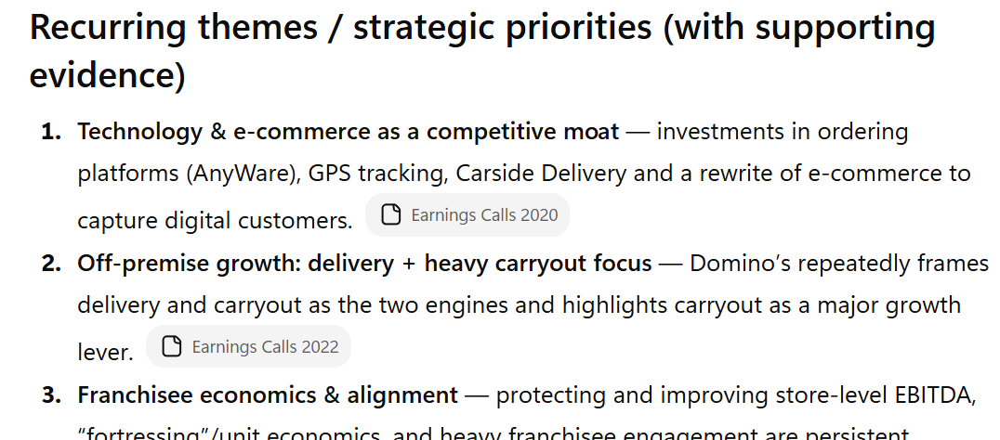 Recurring themes / strategic priorities (with supporting
evidence)
1. Technology & e-commerce as a competitive moat — investments in ordering
platforms (AnyWare), GPS tracking, Carside Delivery and a rewrite of e-commerce to
capture digital customers. Earnings Calls 2020
2. Off-premise growth: delivery + heavy carryout focus — Domino’s repeatedly frames
delivery and carryout as the two engines and highlights carryout as a major growth
lever. Earnings Calls 2022
3. Franchisee economics & alignment — protecting and improving store-level EBITDA,
“fortressing”/unit economics, and heavy franchisee engagement are persistent